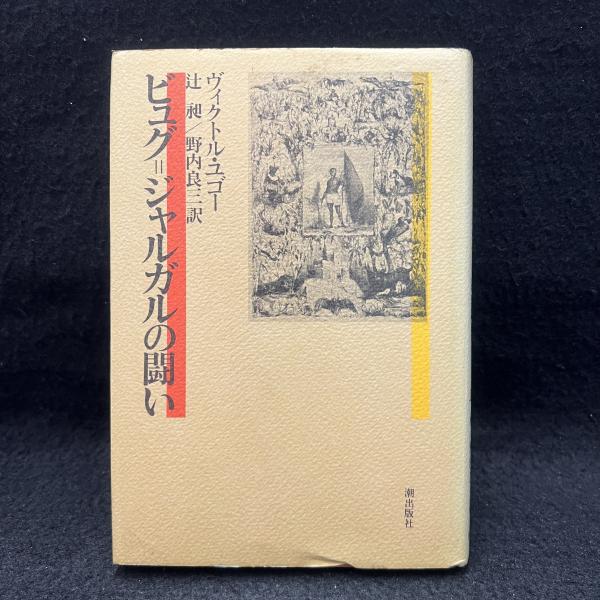 ヴィクトル・ユゴー
辻 昶／野内良三 訳
ビュグ=ジャルガルの闘い
潮出版社